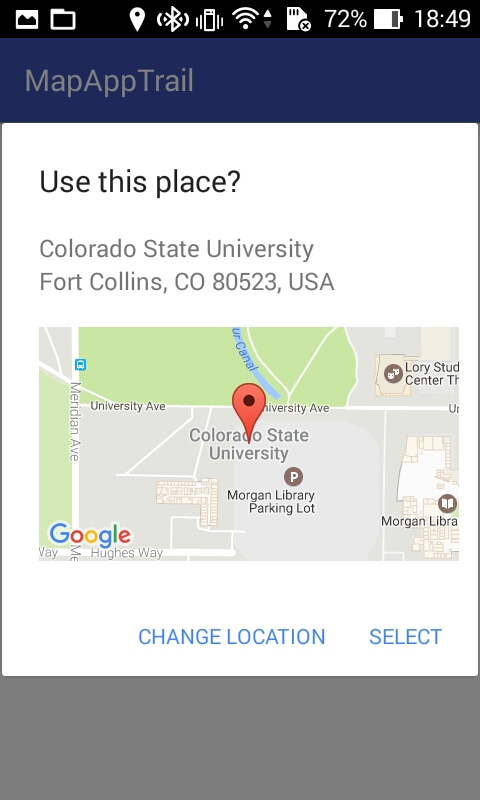 72% 18:49
MapAppTrail
Use this place?
Colorado State University
Fort Collins, CO 80523, USA
ur Canal
Lory Stud
Center Th
Meridian Ave
University Ave
niversity Ave
Un
Colorado State
University
P
Morgan Library
Parking Lot
Morgan Libra
Google
Way
Me
Hughes Way
CHANGE LOCATION SELECT